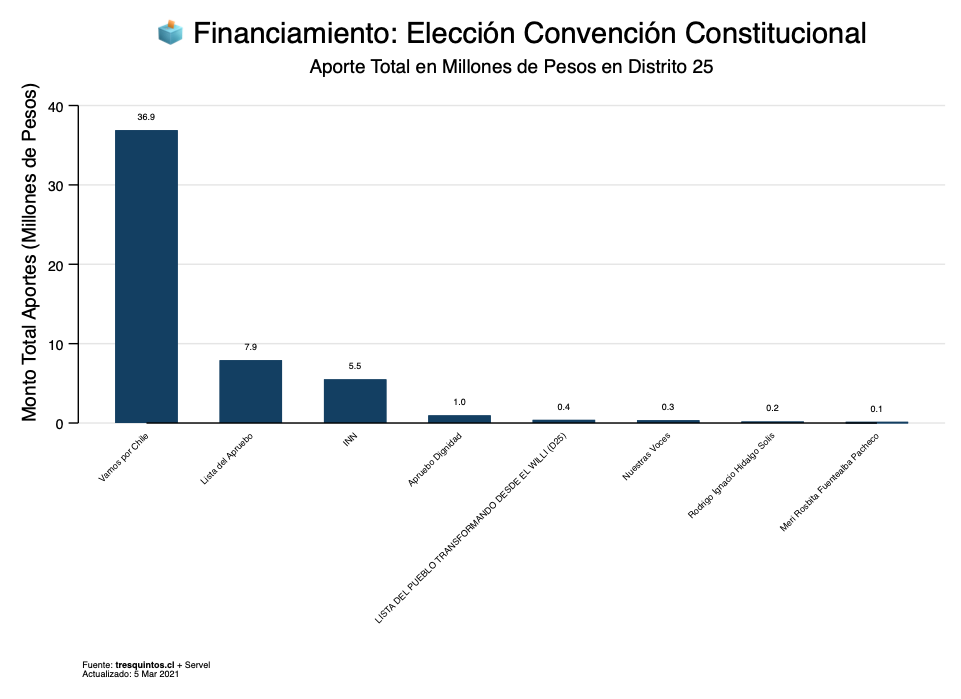 Financiamiento: Elección Convención Constitucional
Aporte Total en Millones de Pesos en Distrito 25
Monto Total Aportes (Millones de Pesos)
40
30
20
10
0
36.9
7.9
5.5
1.0
0.4
0.3
0.2
0.1
Vamos por Chile
Lista del Apruebo
INN
Apruebo Dignidad
LISTA DEL PUEBLO TRANSFORMANDO DESDE EL WILLI (D25)
Nuestras Voces
Rodrigo Ignacio Hidalgo Solis
Meri Rosbita Fuentealba Pacheco
Fuente: tresquintos.cl + Servel
Actualizado: 5 Mar 2021